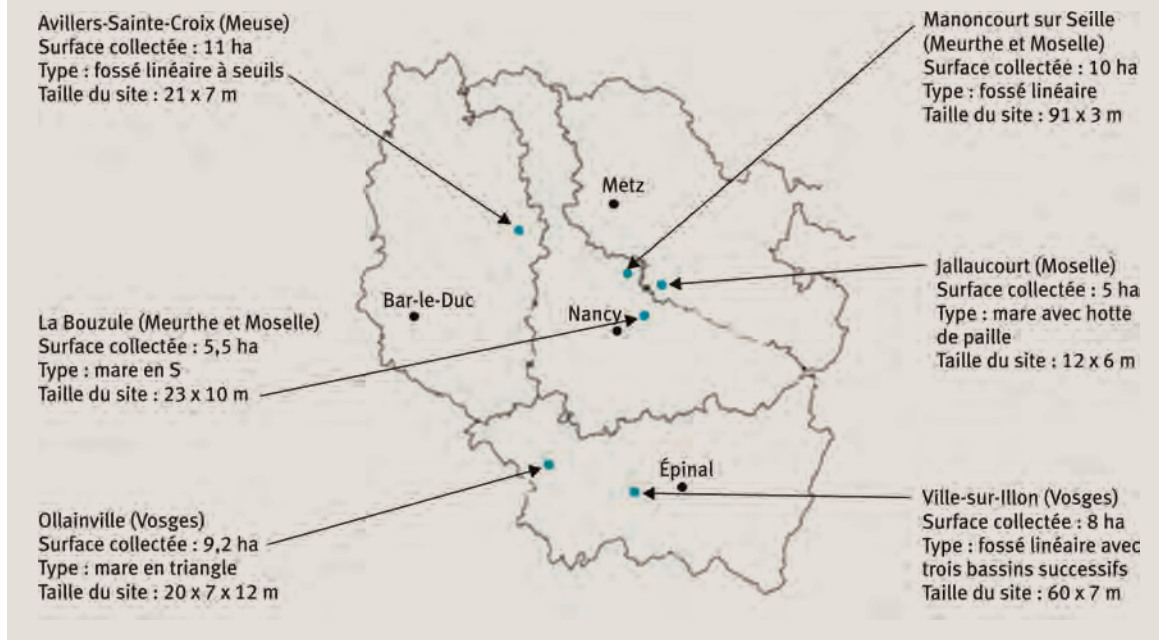 Avillers-Sainte-Croix (Meuse)
Surface collectée : 11 ha
Type : fossé linéaire à seuils
Taille du site : 21 x 7 m
Manoncourt sur Seille
(Meurthe et Moselle)
Surface collectée : 10 ha
Type : fossé linéaire
Taille du site : 91 x 3 m
Metz
Jallaucourt (Moselle)
Surface collectée : 5 ha
Type : mare avec hotte
de paille
Taille du site : 12 x 6 m
Bar-le-Duc
Nancy
La Bouzule (Meurthe et Moselle)
Surface collectée : 5,5 ha
Type : mare en S
Taille du site : 23 x 10 m
Épinal
Ollainville (Vosges)
Surface collectée : 9,2 ha
Type : mare en triangle
Taille du site : 20 x 7 x 12 m
Ville-sur-Illon (Vosges)
Surface collectée : 8 ha
Type : fossé linéaire avec
trois bassins successifs
Taille du site : 60 x 7 m